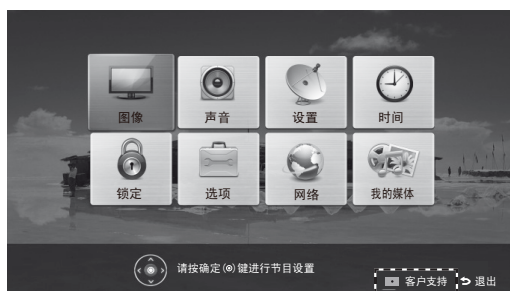 图像 声音 设置 时间
锁定 选项 网络 我的媒体
请按确定(◉)键进行节目设置
客户支持 退出